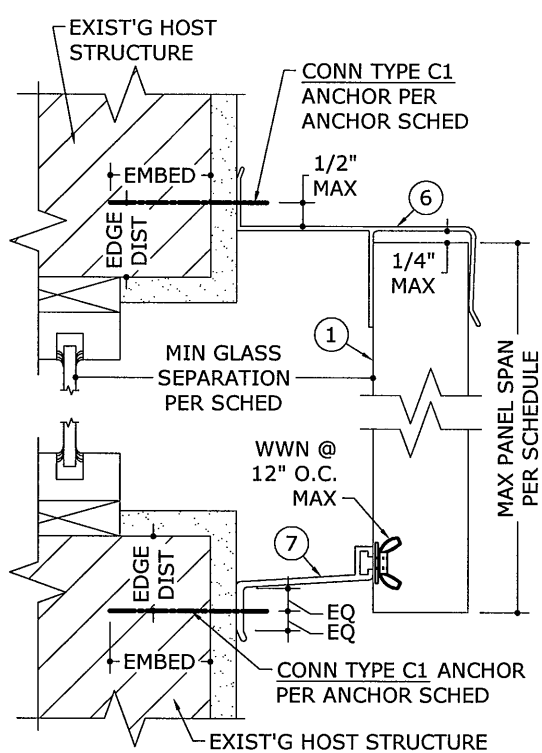 EXIST'G HOST
STRUCTURE
CONN TYPE C1
ANCHOR PER
ANCHOR SCHED
EMBED
1/2"
MAX
6
EDGE
DIST
1/4"
MAX
1
MIN GLASS
SEPARATION
PER SCHED
MAX PANEL SPAN
PER SCHEDULE
WWN @
12" O.C.
MAX
7
EDGE
DIST
EQ
EQ
EMBED
CONN TYPE C1 ANCHOR
PER ANCHOR SCHED
EXIST'G HOST STRUCTURE